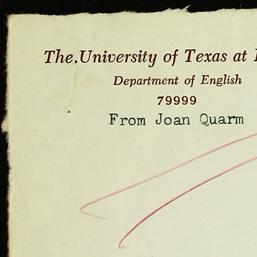 The University of Texas at
Department of English
79999
From Joan Quarm